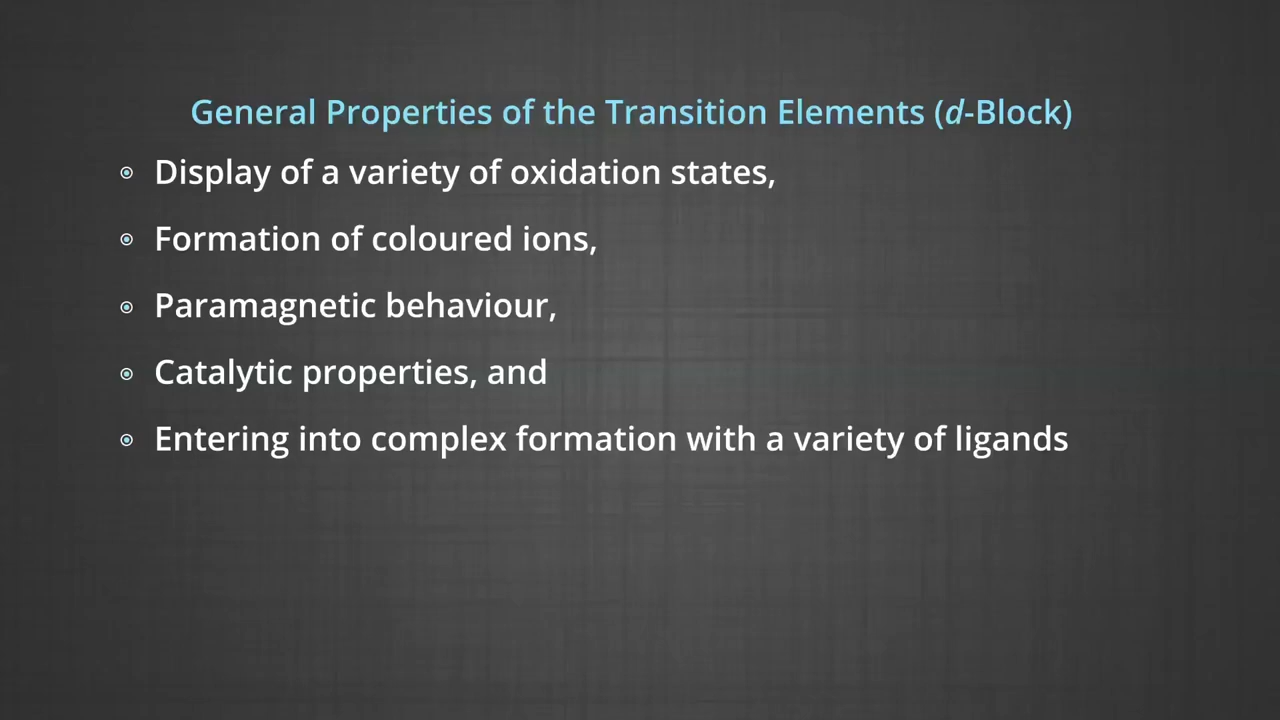 General Properties of the Transition Elements (d-Block)
Display of a variety of oxidation states,
Formation of coloured ions,
Paramagnetic behaviour,
Catalytic properties, and
Entering into complex formation with a variety of ligands